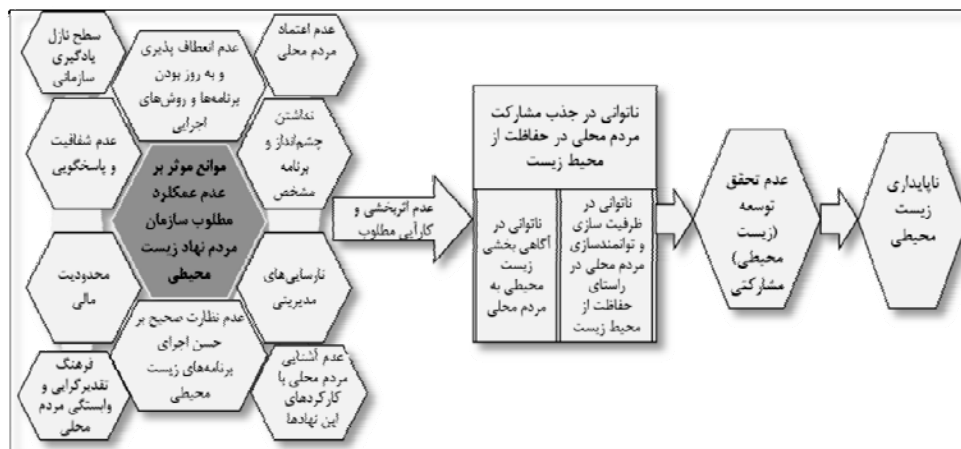 سطح نازل
یادگیری
سازمانی
عدم انعطاف پذیری
و به روز بودن
برنامه‌ها و روش‌های
اجرایی
عدم اعتماد
مردم محلی
عدم شفافیت
و پاسخگویی
نداشتن
چشم‌انداز و
برنامه
مشخص
موانع موثر بر
عدم عمکلرد
مطلوب سازمان
مردم نهاد زیست
محیطی
محدودیت
مالی
نارسایی‌های
مدیریتی
فرهنگ
تقدیرگرایی و
وابستگی مردم
محلی
عدم نظارت صحیح بر
حسن اجرای
برنامه‌های زیست
محیطی
عدم آشنایی
مردم محلی با
کارکردهای
این نهادها
عدم اثربخشی و
کارآیی مطلوب
ناتوانی در جذب مشارکت
مردم محلی در حفاظت از
محیط زیست
ناتوانی در
ظرفیت سازی
و توانمندسازی
مردم محلی در
راستای
حفاظت از
محیط زیست
ناتوانی در
آگاهی بخشی
زیست
محیطی به
مردم محلی
عدم تحقق
توسعه
(زیست
محیطی)
مشارکتی
ناپایداری
زیست
محیطی